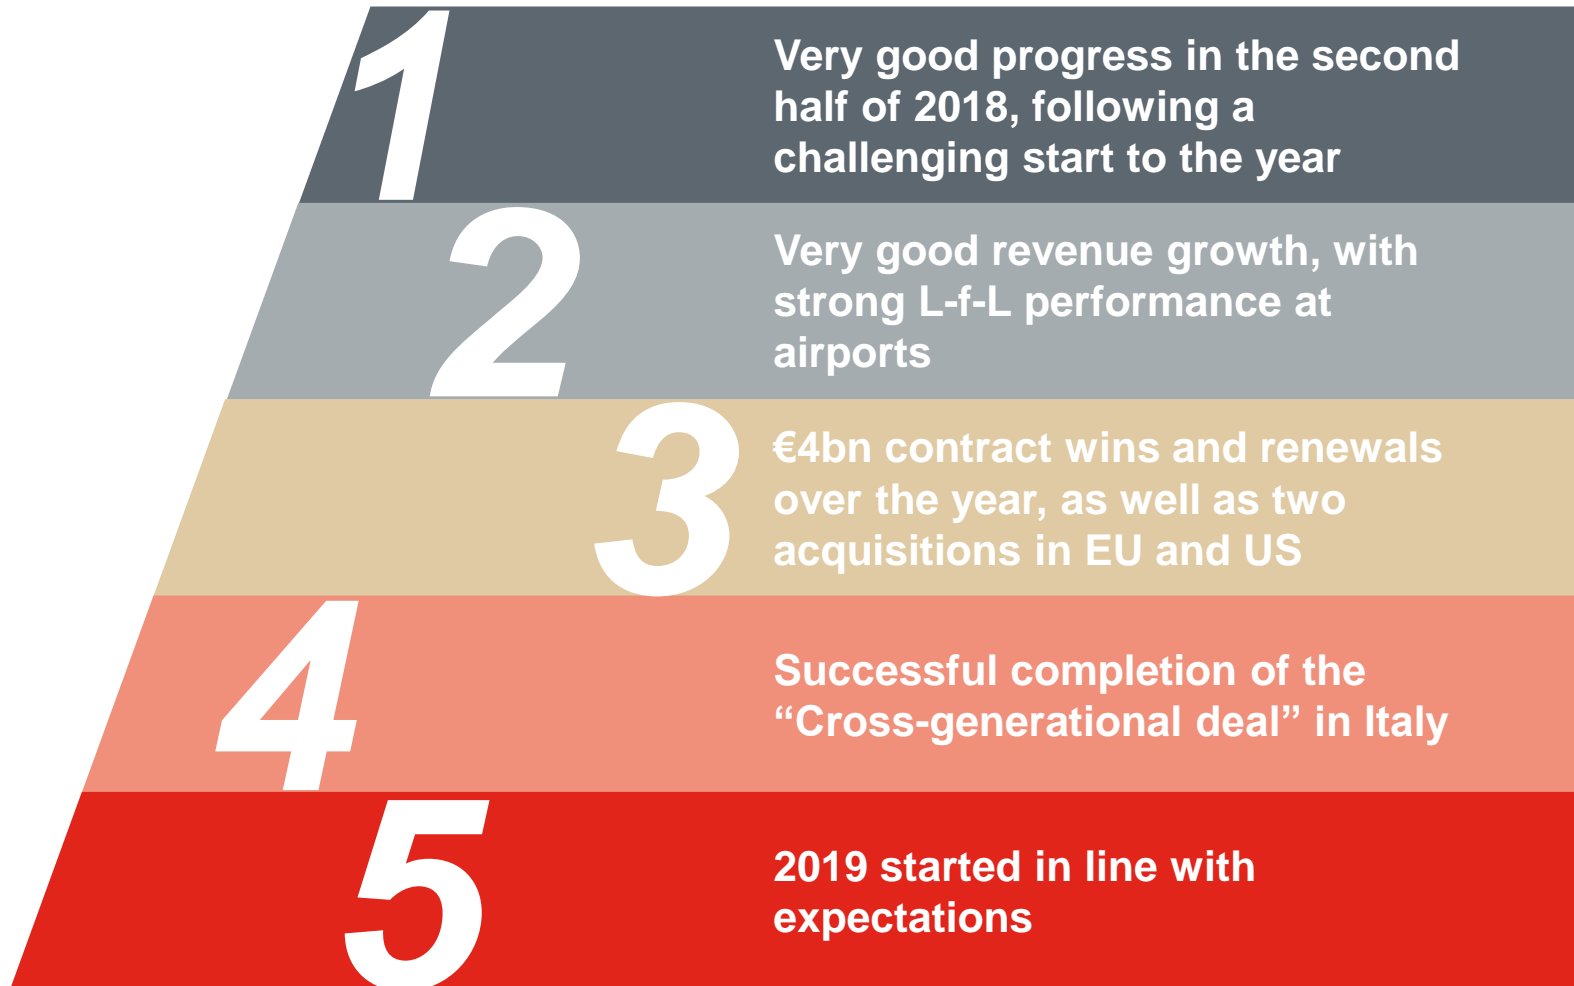 1
Very good progress in the second
half of 2018, following a
challenging start to the year
2
Very good revenue growth, with
strong L-f-L performance at
airports
3
€4bn contract wins and renewals
over the year, as well as two
acquisitions in EU and US
4
Successful completion of the
“Cross-generational deal” in Italy
5
2019 started in line with
expectations